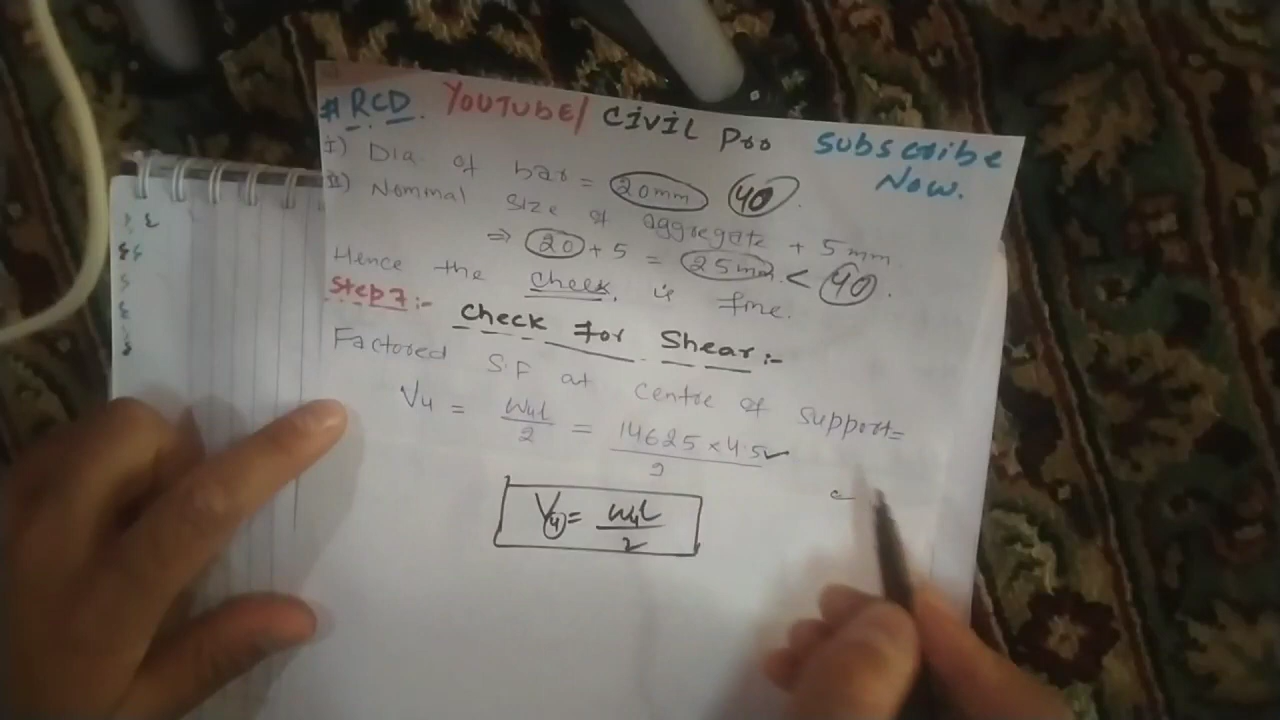 # RCD. YOUTUBE/ Civil Pro Subscribe Now.
I) Dia of bar = 20mm 40.
II) Nommal size of aggregate + 5mm.
⇒ 20 + 5 = 25mm. < 40.
Hence the cheek. is fine.
Step 7:- Check For Shear:-
Factored S.F at centre of support=
Vu = WuL/2 = 14625 × 4.5/2
Vu = WuL/2